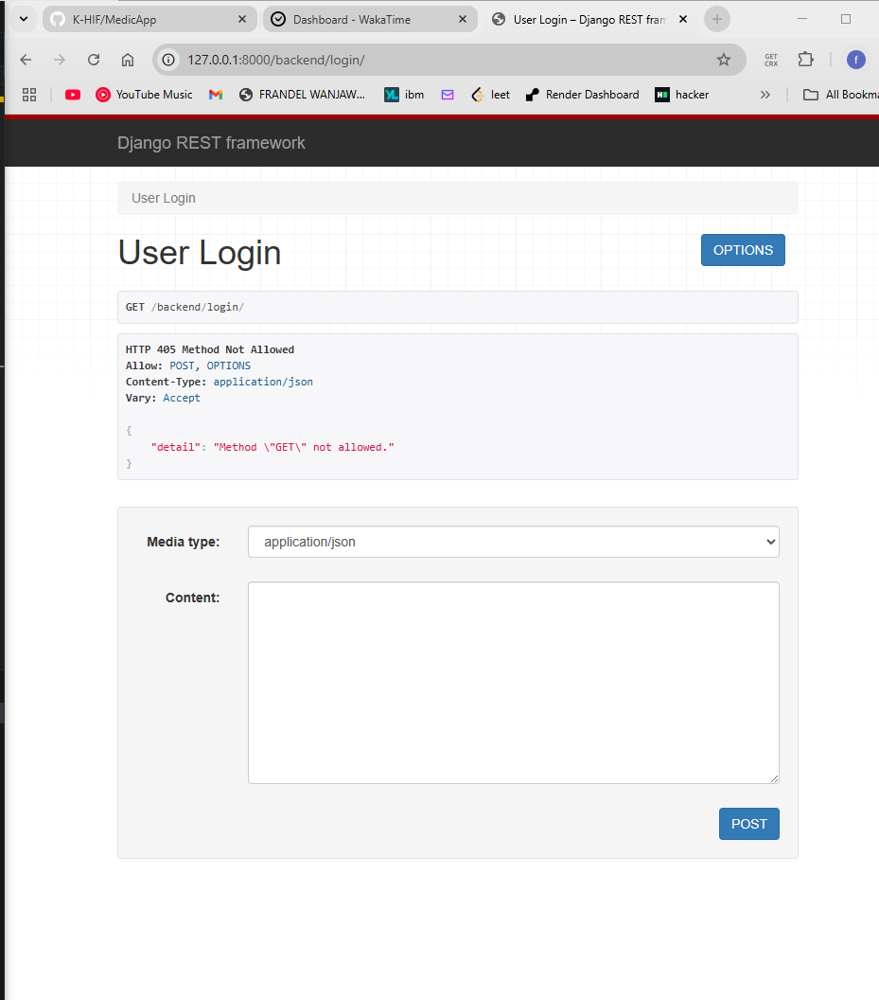 K-HIF/MedicApp
Dashboard - WakaTime
User Login – Django REST fram
127.0.0.1:8000/backend/login/
GET
CRX
f
YouTube Music
FRANDEL WANJAW...
ibm
leet
Render Dashboard
hacker
All Bookma
Django REST framework
User Login
User Login
OPTIONS
GET /backend/login/
HTTP 405 Method Not Allowed
Allow: POST, OPTIONS
Content-Type: application/json
Vary: Accept
{
    "detail": "Method \"GET\" not allowed."
}
Media type:
application/json
Content:
POST